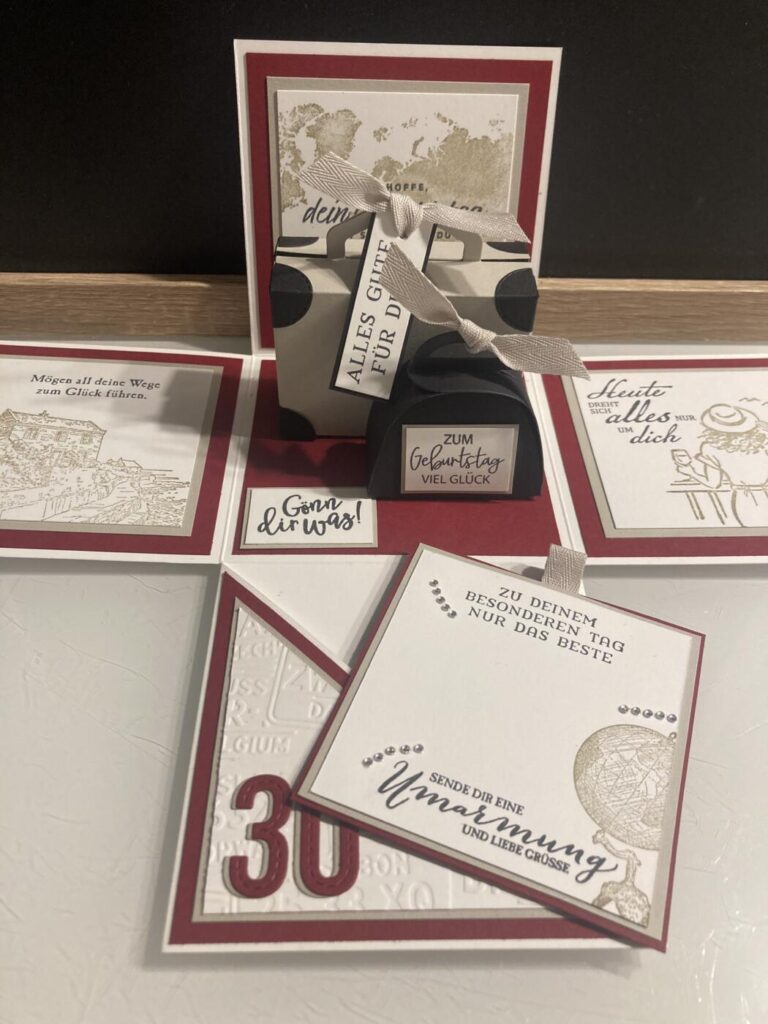 HOFFE,
ALLES GUTE
FÜR
Mögen all deine Wege
zum Glück führen.
Heute
DREHT
SICH alles NUR
UM dich
ZUM
Geburtstag
VIEL GLÜCK
Gönn
dir was!
ZU DEINEM
BESONDEREN TAG
NUR DAS BESTE
SENDE DIR EINE
Umarmung
UND LIEBE GRÜSSE
LGIUM
30